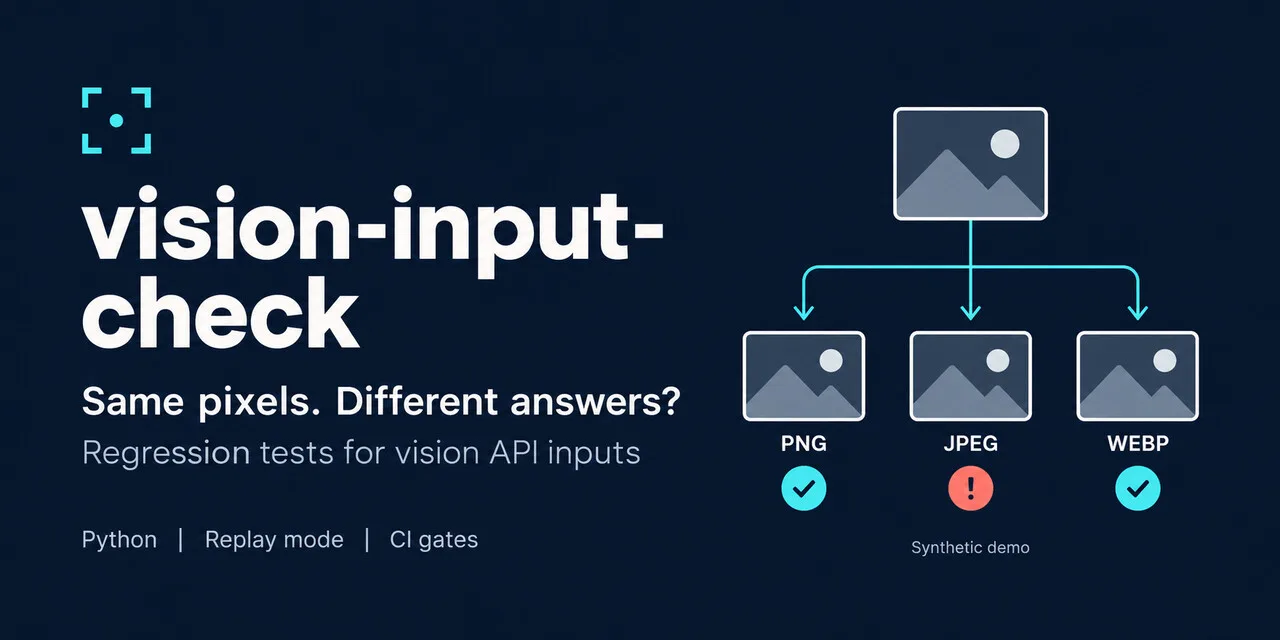 vision-input-
check
Same pixels. Different answers?
Regression tests for vision API inputs
Python | Replay mode | CI gates
PNG
JPEG
WEBP
Synthetic demo